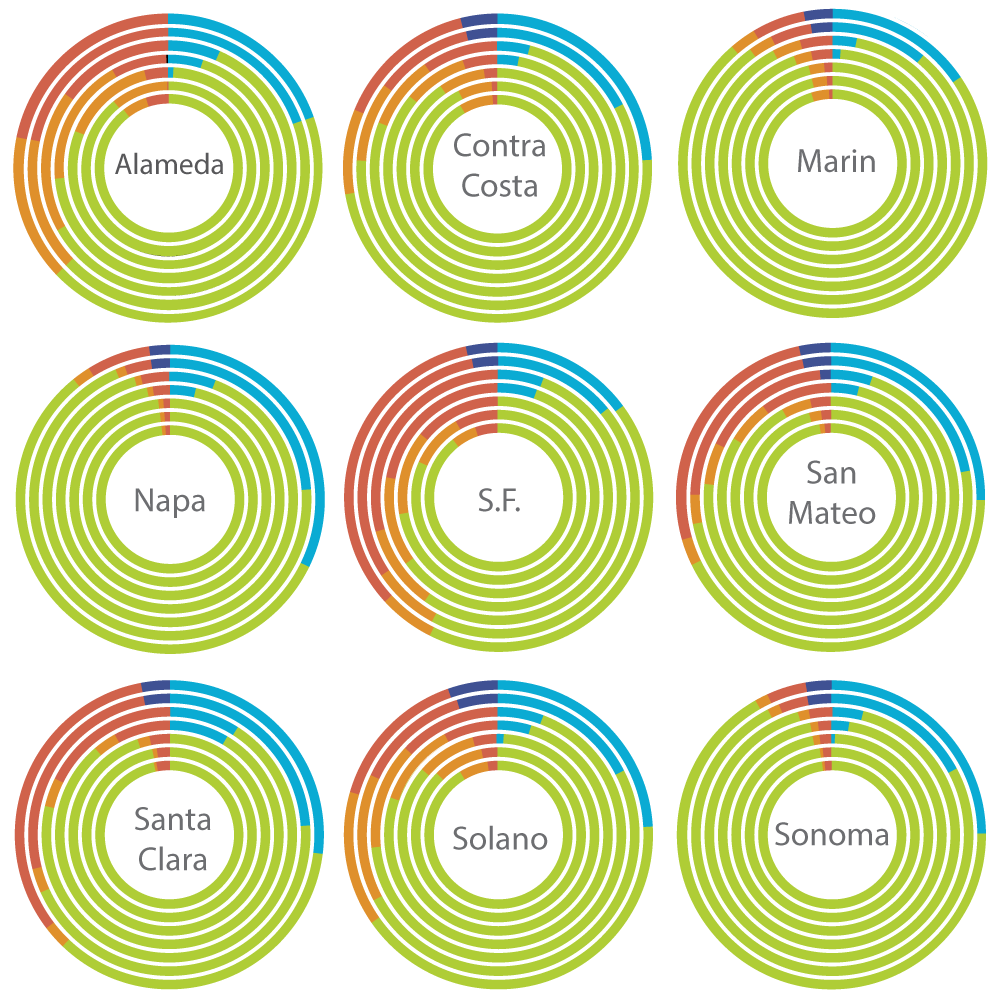 Alameda
Contra
Costa
Marin
Napa
S.F.
San
Mateo
Santa
Clara
Solano
Sonoma